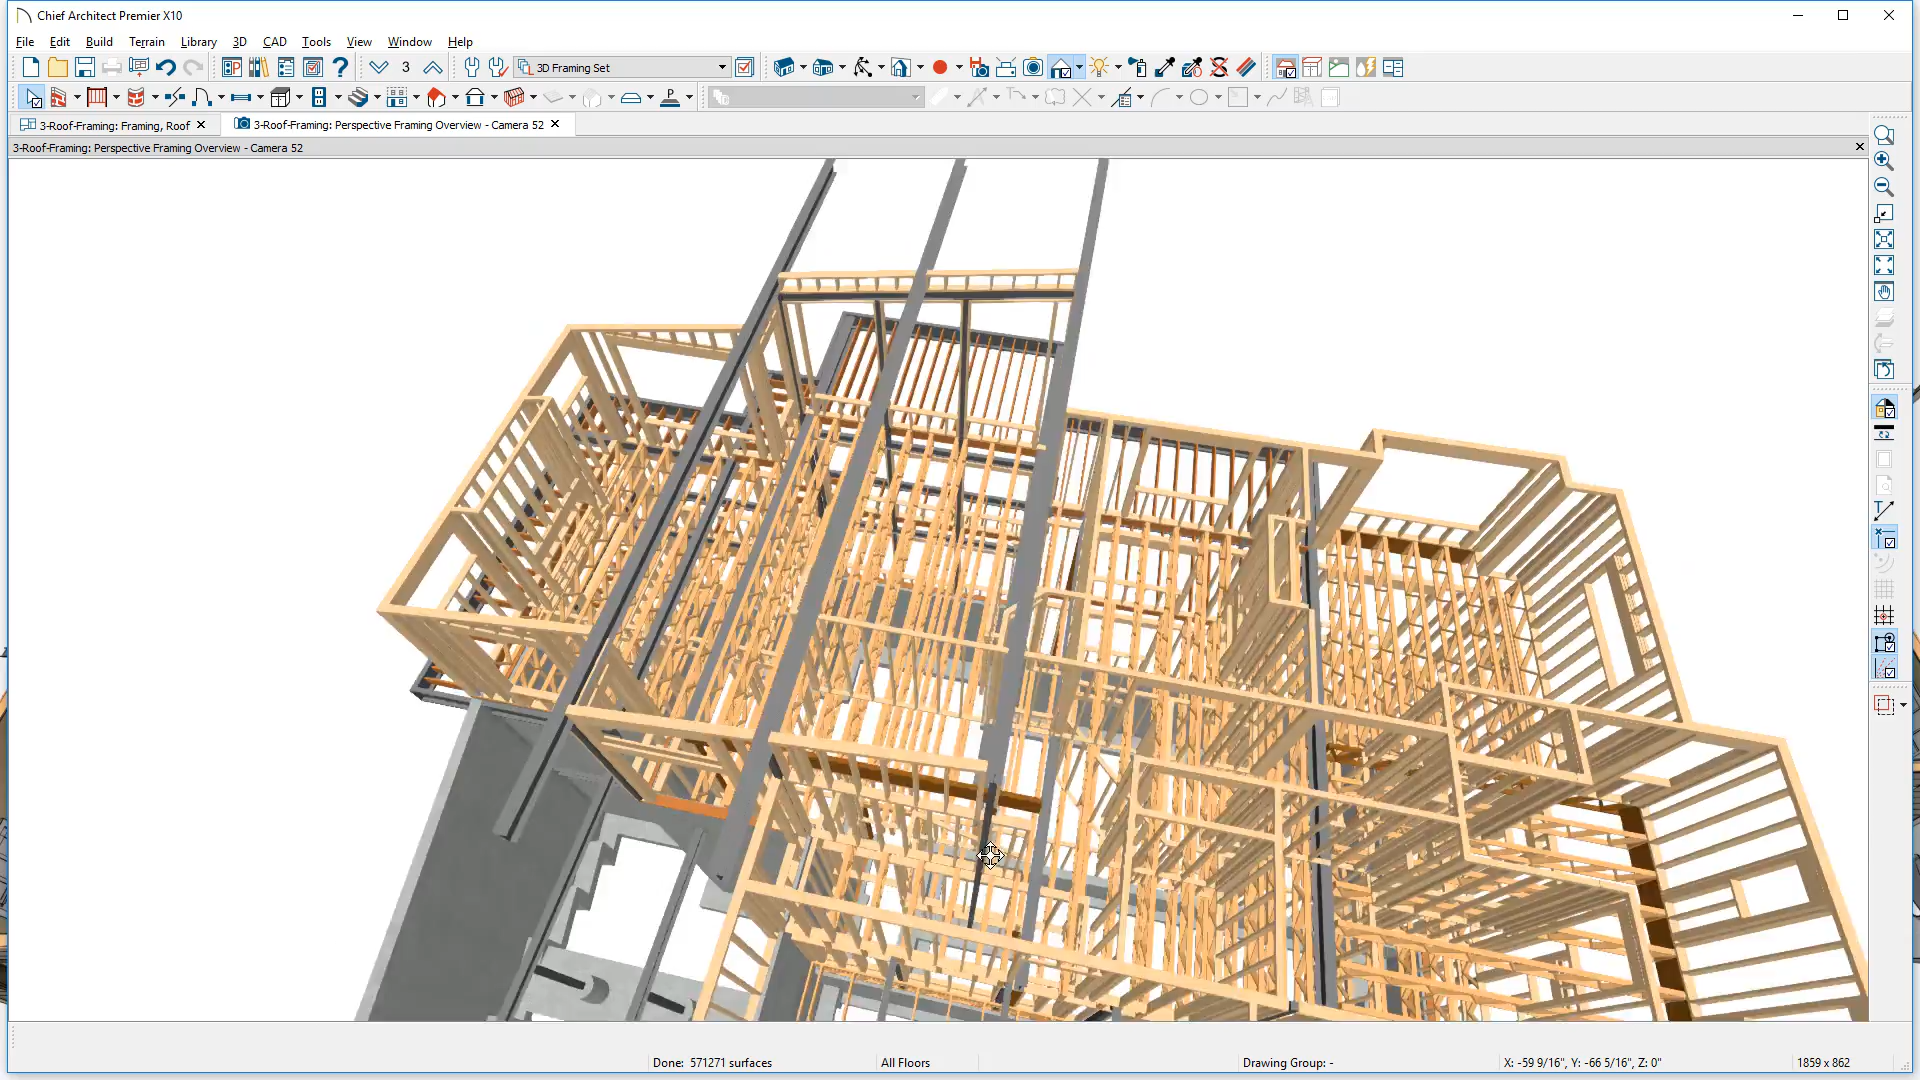 Chief Architect Premier X10
File Edit Build Terrain Library 3D CAD Tools View Window Help
3 3D Framing Set
3-Roof-Framing: Framing, Roof 3-Roof-Framing: Perspective Framing Overview - Camera 52
3-Roof-Framing: Perspective Framing Overview - Camera 52
Done: 571271 surfaces All Floors Drawing Group: - X: -59 9/16", Y: -66 5/16", Z: 0" 1859 x 862